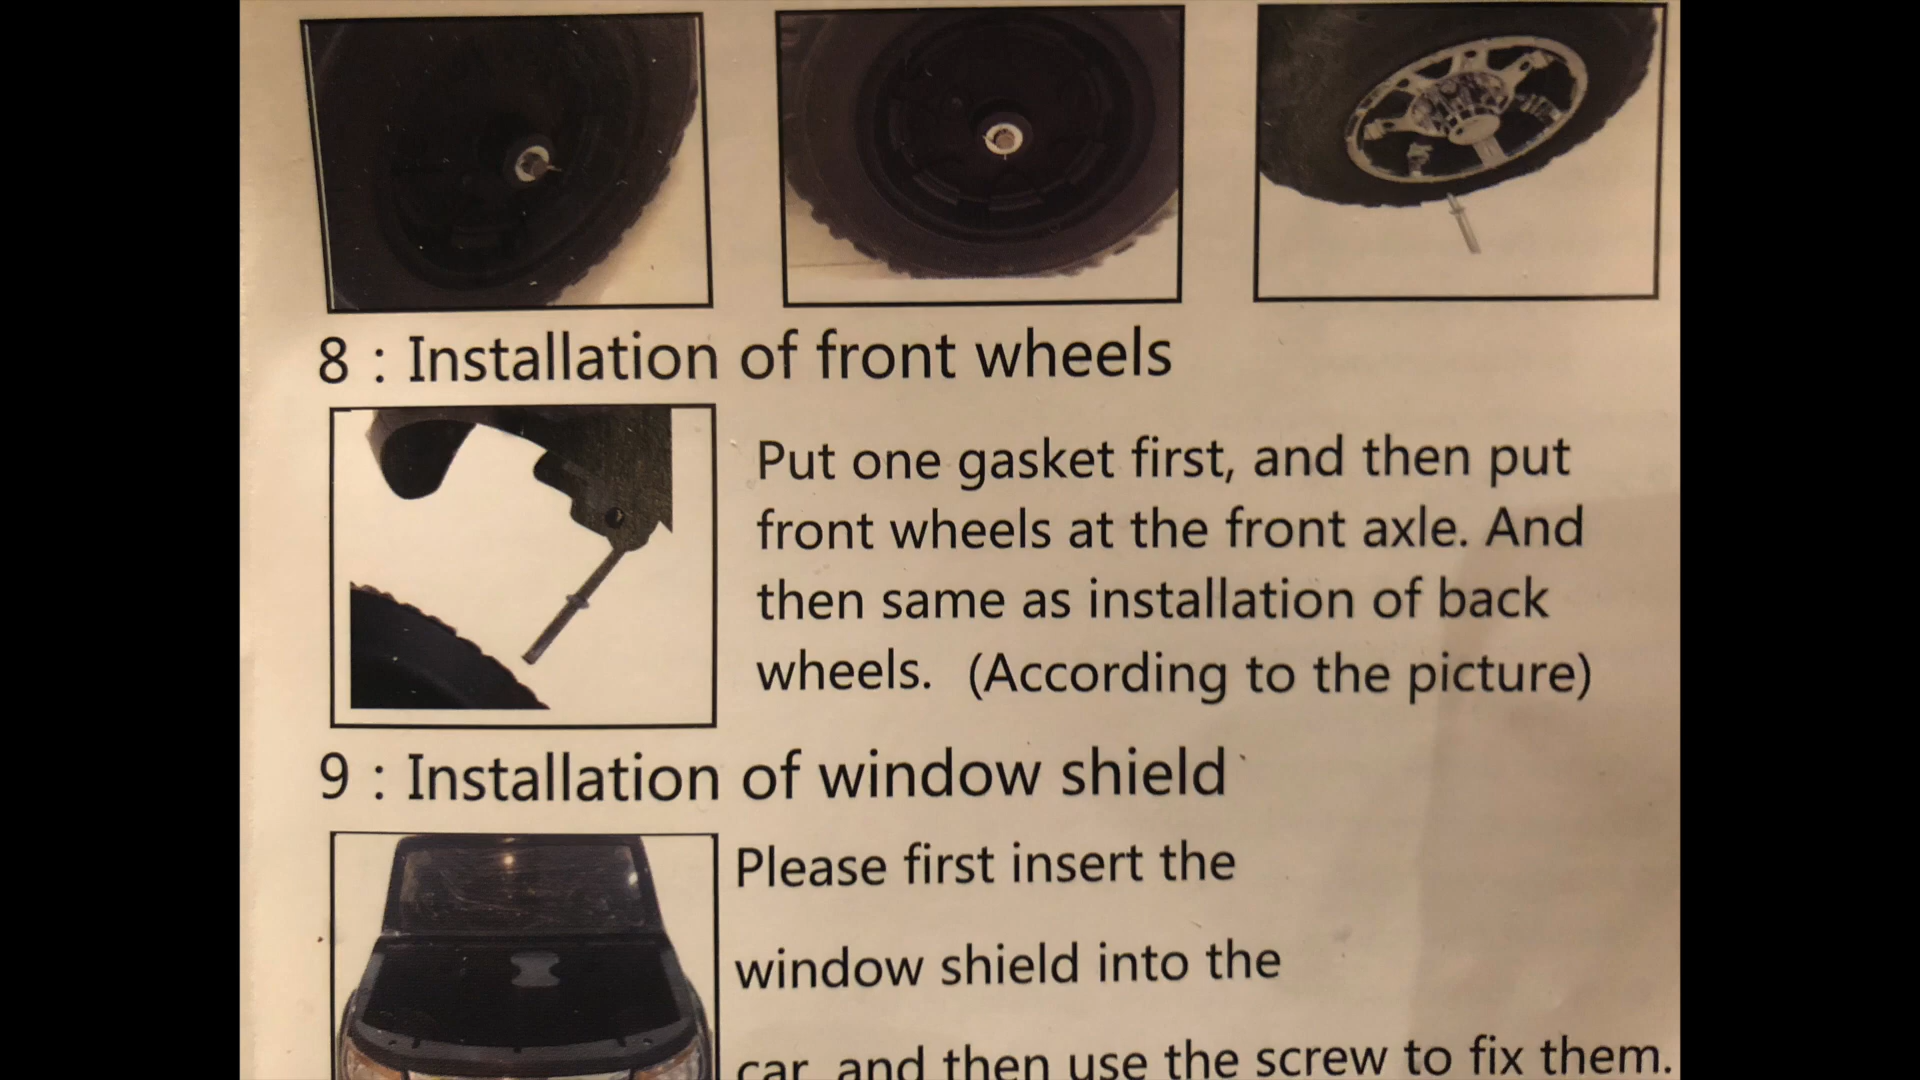 8 : Installation of front wheels
Put one gasket first, and then put
front wheels at the front axle. And
then same as installation of back
wheels. (According to the picture)
9 : Installation of window shield
Please first insert the
window shield into the
car, and then use the screw to fix them.